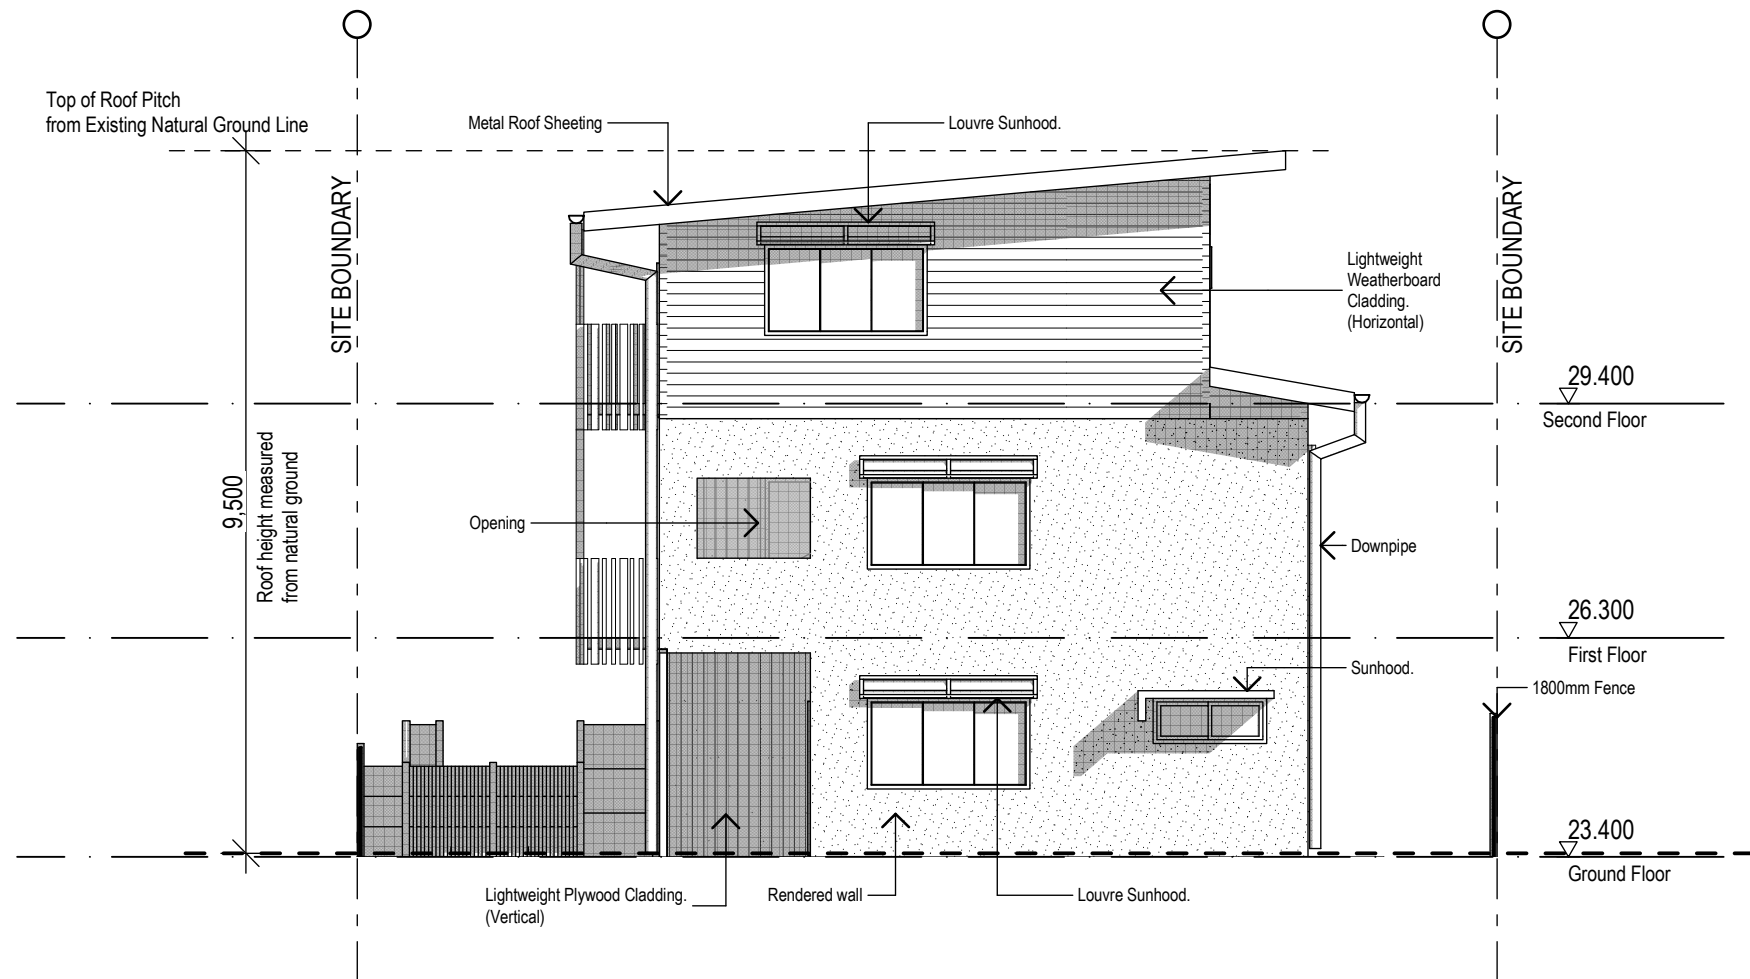 Top of Roof Pitch
from Existing Natural Ground Line
Metal Roof Sheeting
Louvre Sunhood.
SITE BOUNDARY
SITE BOUNDARY
Lightweight
Weatherboard
Cladding.
(Horizontal)
29.400
Second Floor
9,500
Roof height measured
from natural ground
Opening
Downpipe
26.300
First Floor
Sunhood.
1800mm Fence
23.400
Ground Floor
Lightweight Plywood Cladding.
(Vertical)
Rendered wall
Louvre Sunhood.